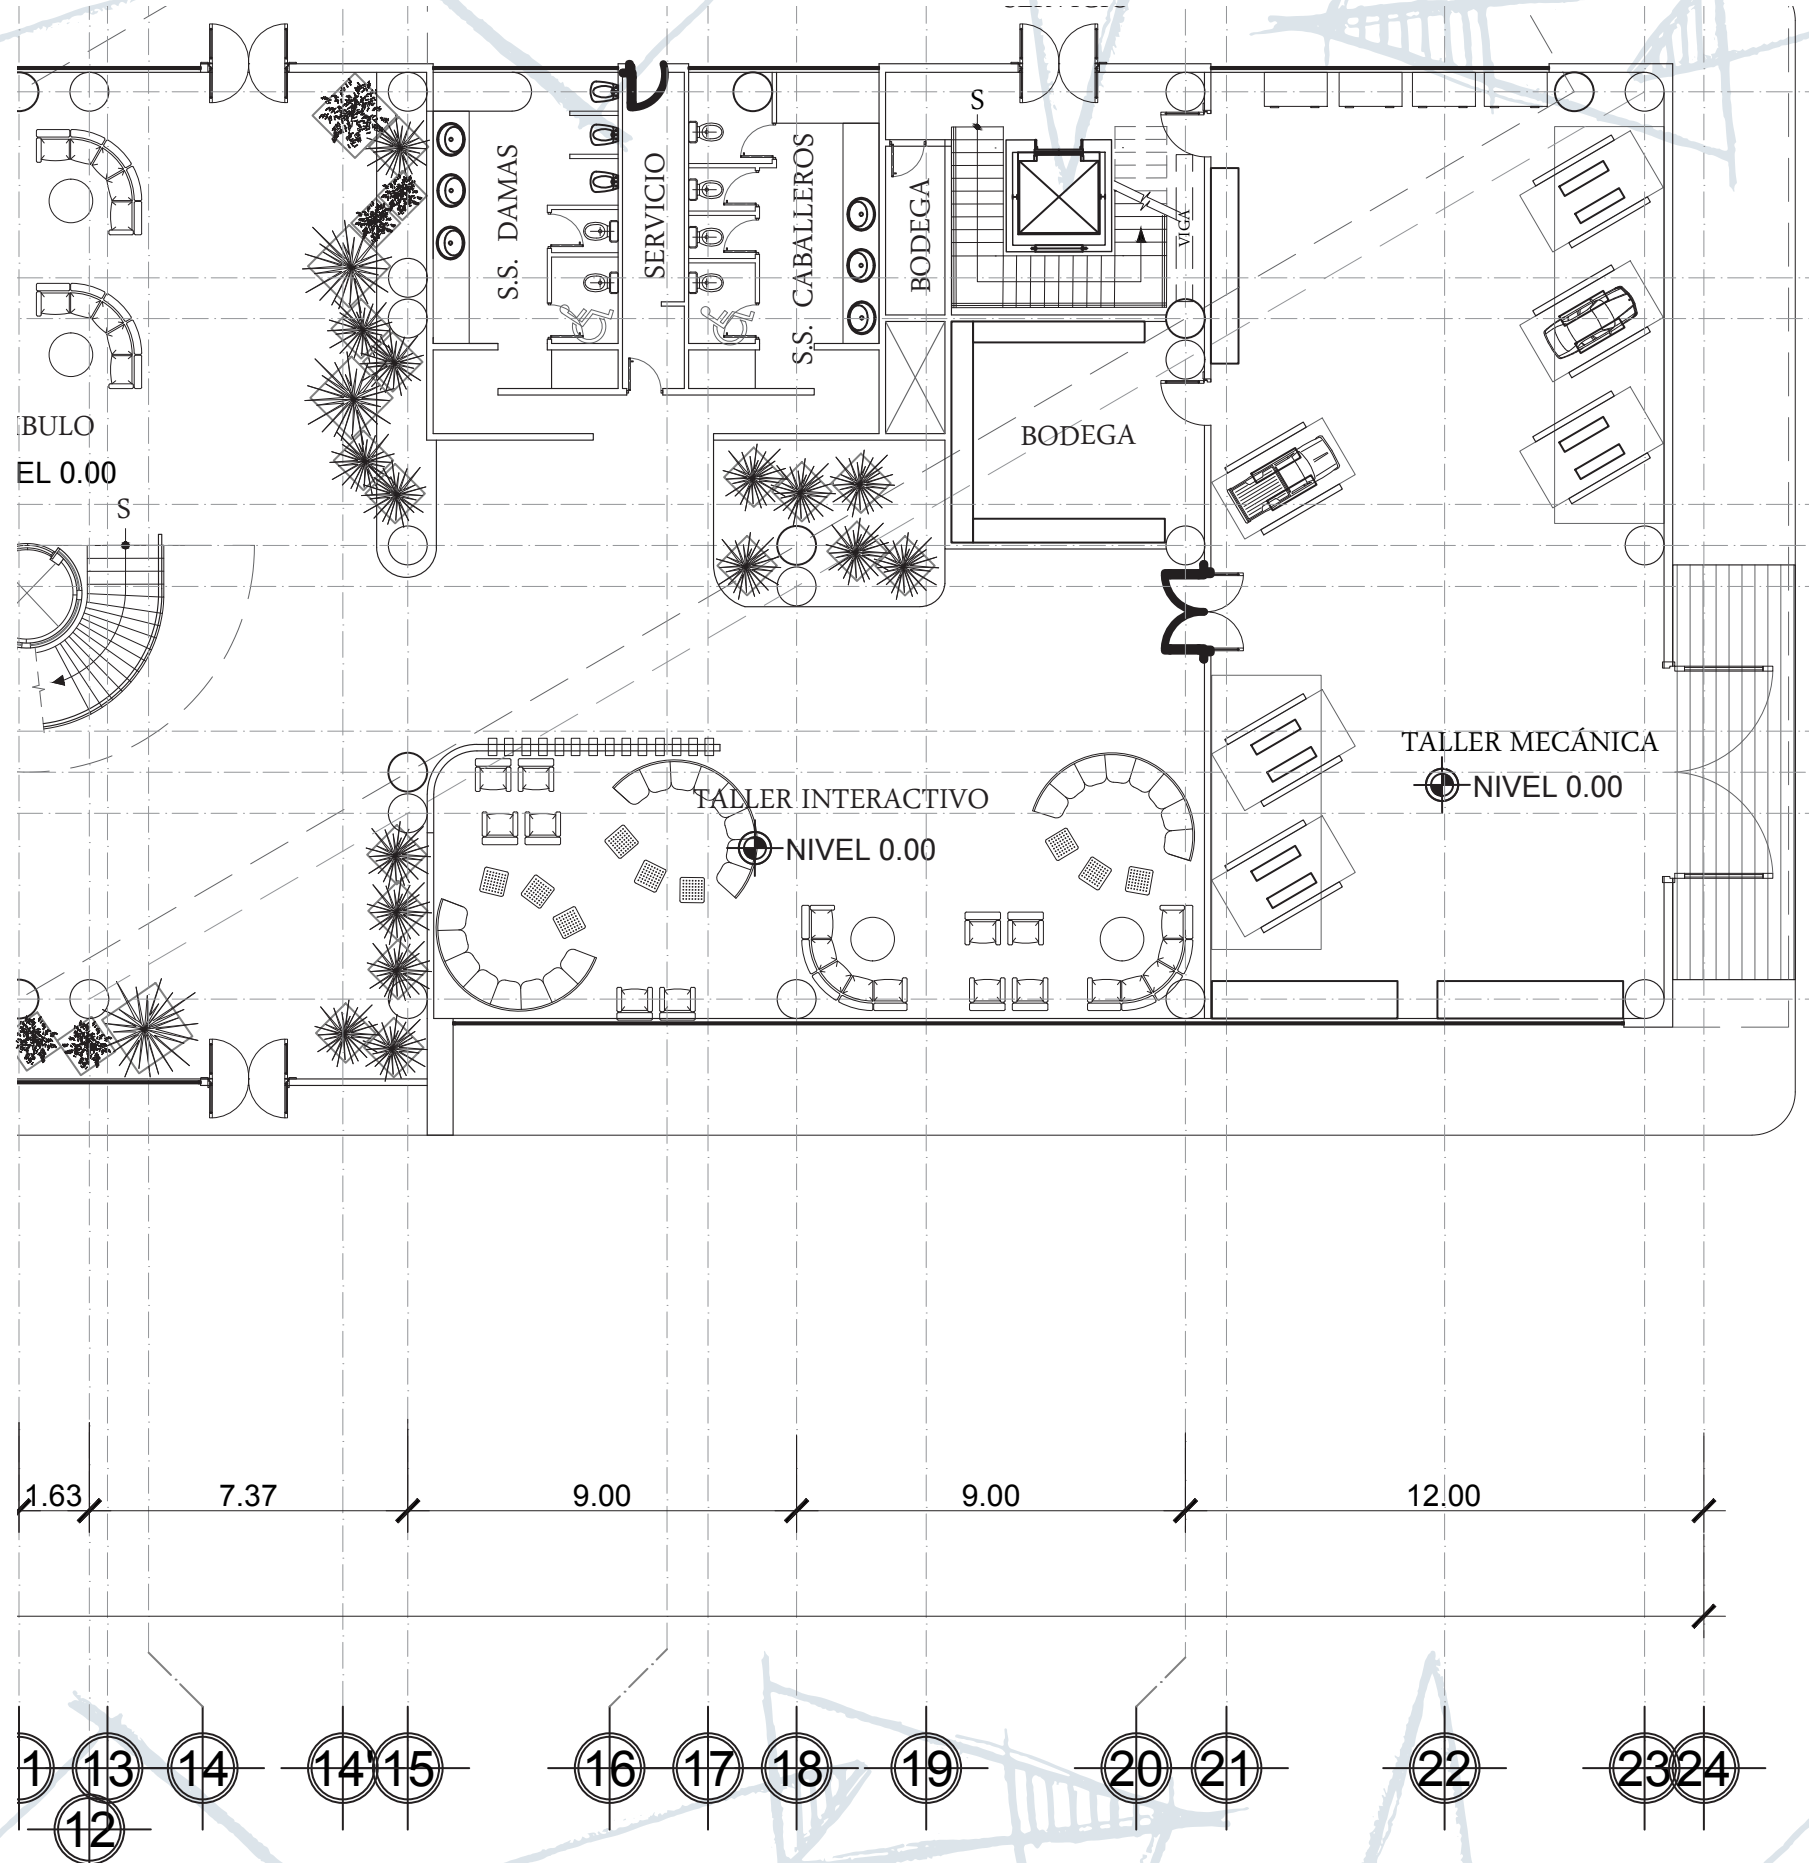 S
S.S. DAMAS
SERVICIO
S.S. CABALLEROS
BODEGA
VIGA
BULO
EL 0.00
BODEGA
S
TALLER MECÁNICA
NIVEL 0.00
TALLER INTERACTIVO
NIVEL 0.00
1.63
7.37
9.00
9.00
12.00
1
13
14
14'
15
16
17
18
19
20
21
22
23
24
12